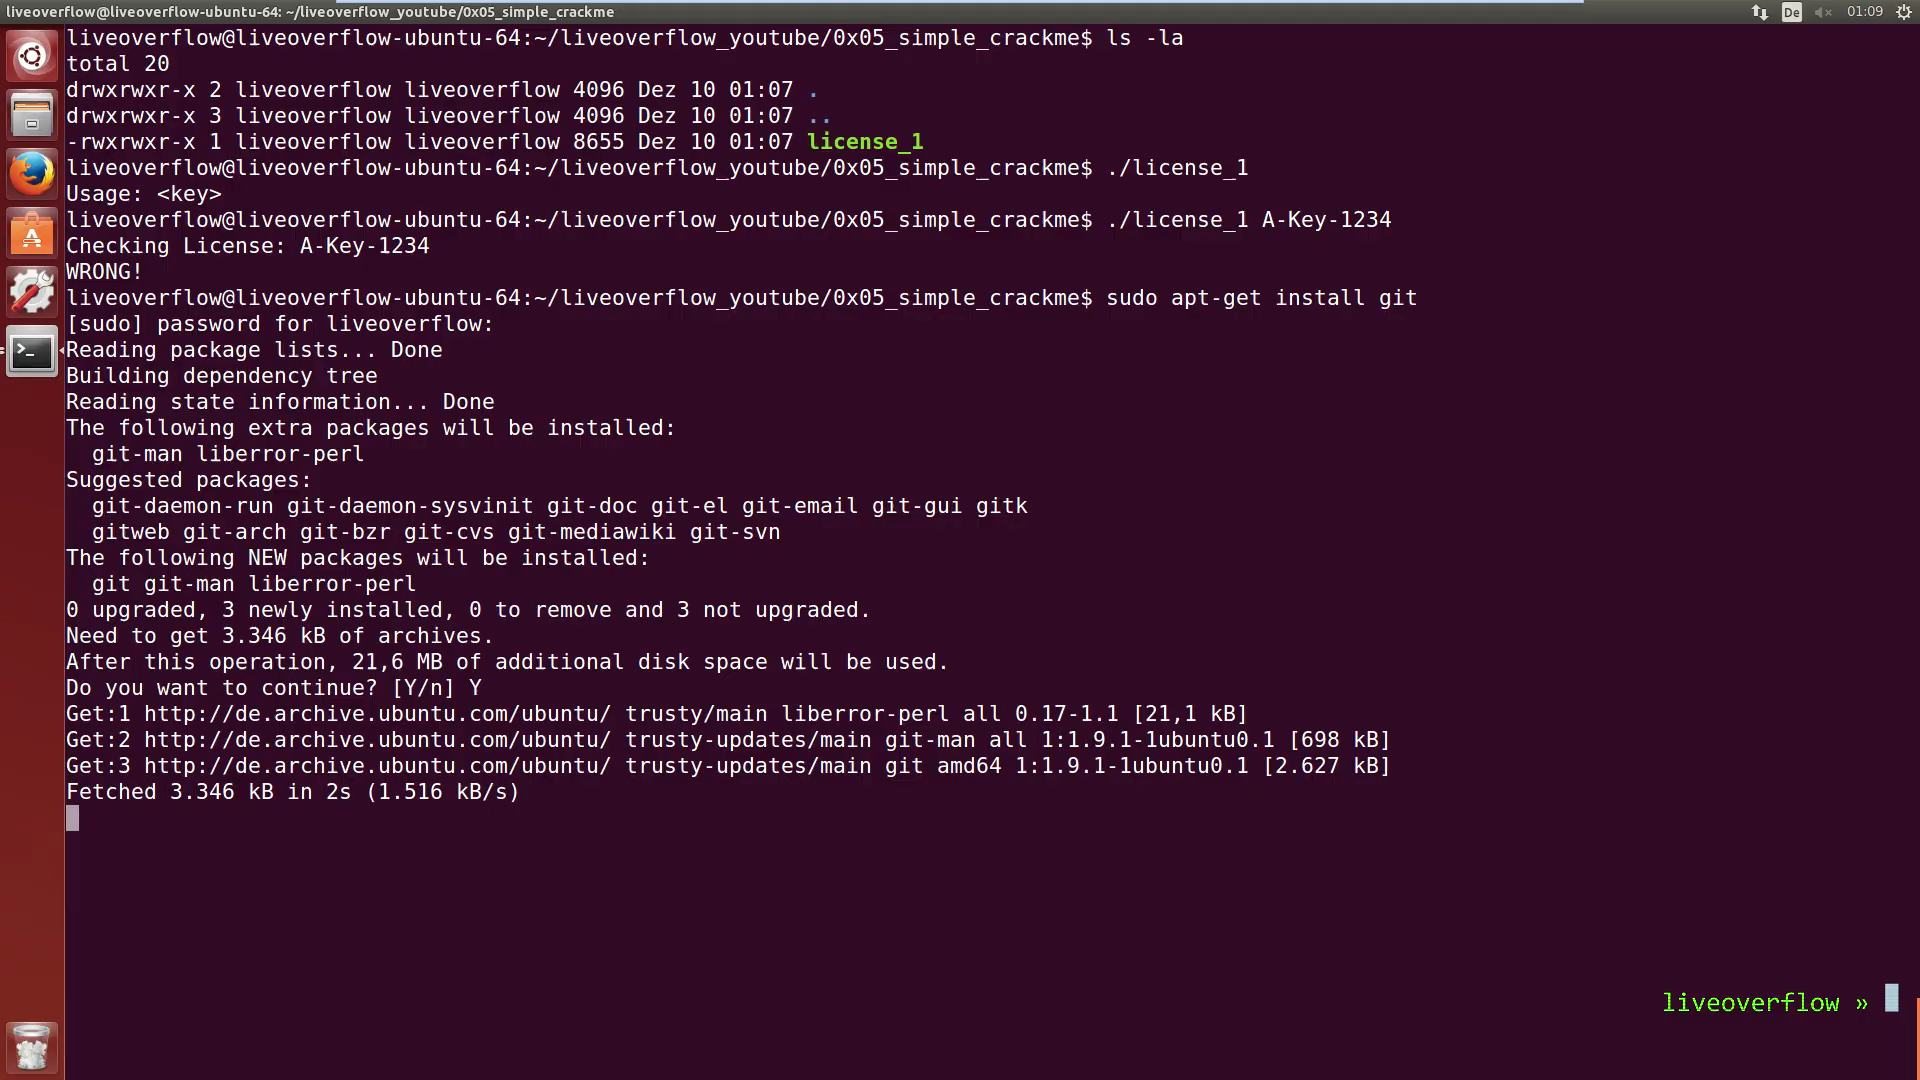 liveoverflow@liveoverflow-ubuntu-64: ~/liveoverflow_youtube/0x05_simple_crackme
De
01:09
liveoverflow@liveoverflow-ubuntu-64:~/liveoverflow_youtube/0x05_simple_crackme$ ls -la
total 20
drwxrwxr-x 2 liveoverflow liveoverflow 4096 Dez 10 01:07 .
drwxrwxr-x 3 liveoverflow liveoverflow 4096 Dez 10 01:07 ..
-rwxrwxr-x 1 liveoverflow liveoverflow 8655 Dez 10 01:07 license_1
liveoverflow@liveoverflow-ubuntu-64:~/liveoverflow_youtube/0x05_simple_crackme$ ./license_1
Usage: <key>
liveoverflow@liveoverflow-ubuntu-64:~/liveoverflow_youtube/0x05_simple_crackme$ ./license_1 A-Key-1234
Checking License: A-Key-1234
WRONG!
liveoverflow@liveoverflow-ubuntu-64:~/liveoverflow_youtube/0x05_simple_crackme$ sudo apt-get install git
[sudo] password for liveoverflow:
Reading package lists... Done
Building dependency tree
Reading state information... Done
The following extra packages will be installed:
  git-man liberror-perl
Suggested packages:
  git-daemon-run git-daemon-sysvinit git-doc git-el git-email git-gui gitk
  gitweb git-arch git-bzr git-cvs git-mediawiki git-svn
The following NEW packages will be installed:
  git git-man liberror-perl
0 upgraded, 3 newly installed, 0 to remove and 3 not upgraded.
Need to get 3.346 kB of archives.
After this operation, 21,6 MB of additional disk space will be used.
Do you want to continue? [Y/n] Y
Get:1 http://de.archive.ubuntu.com/ubuntu/ trusty/main liberror-perl all 0.17-1.1 [21,1 kB]
Get:2 http://de.archive.ubuntu.com/ubuntu/ trusty-updates/main git-man all 1:1.9.1-1ubuntu0.1 [698 kB]
Get:3 http://de.archive.ubuntu.com/ubuntu/ trusty-updates/main git amd64 1:1.9.1-1ubuntu0.1 [2.627 kB]
Fetched 3.346 kB in 2s (1.516 kB/s)
liveoverflow »